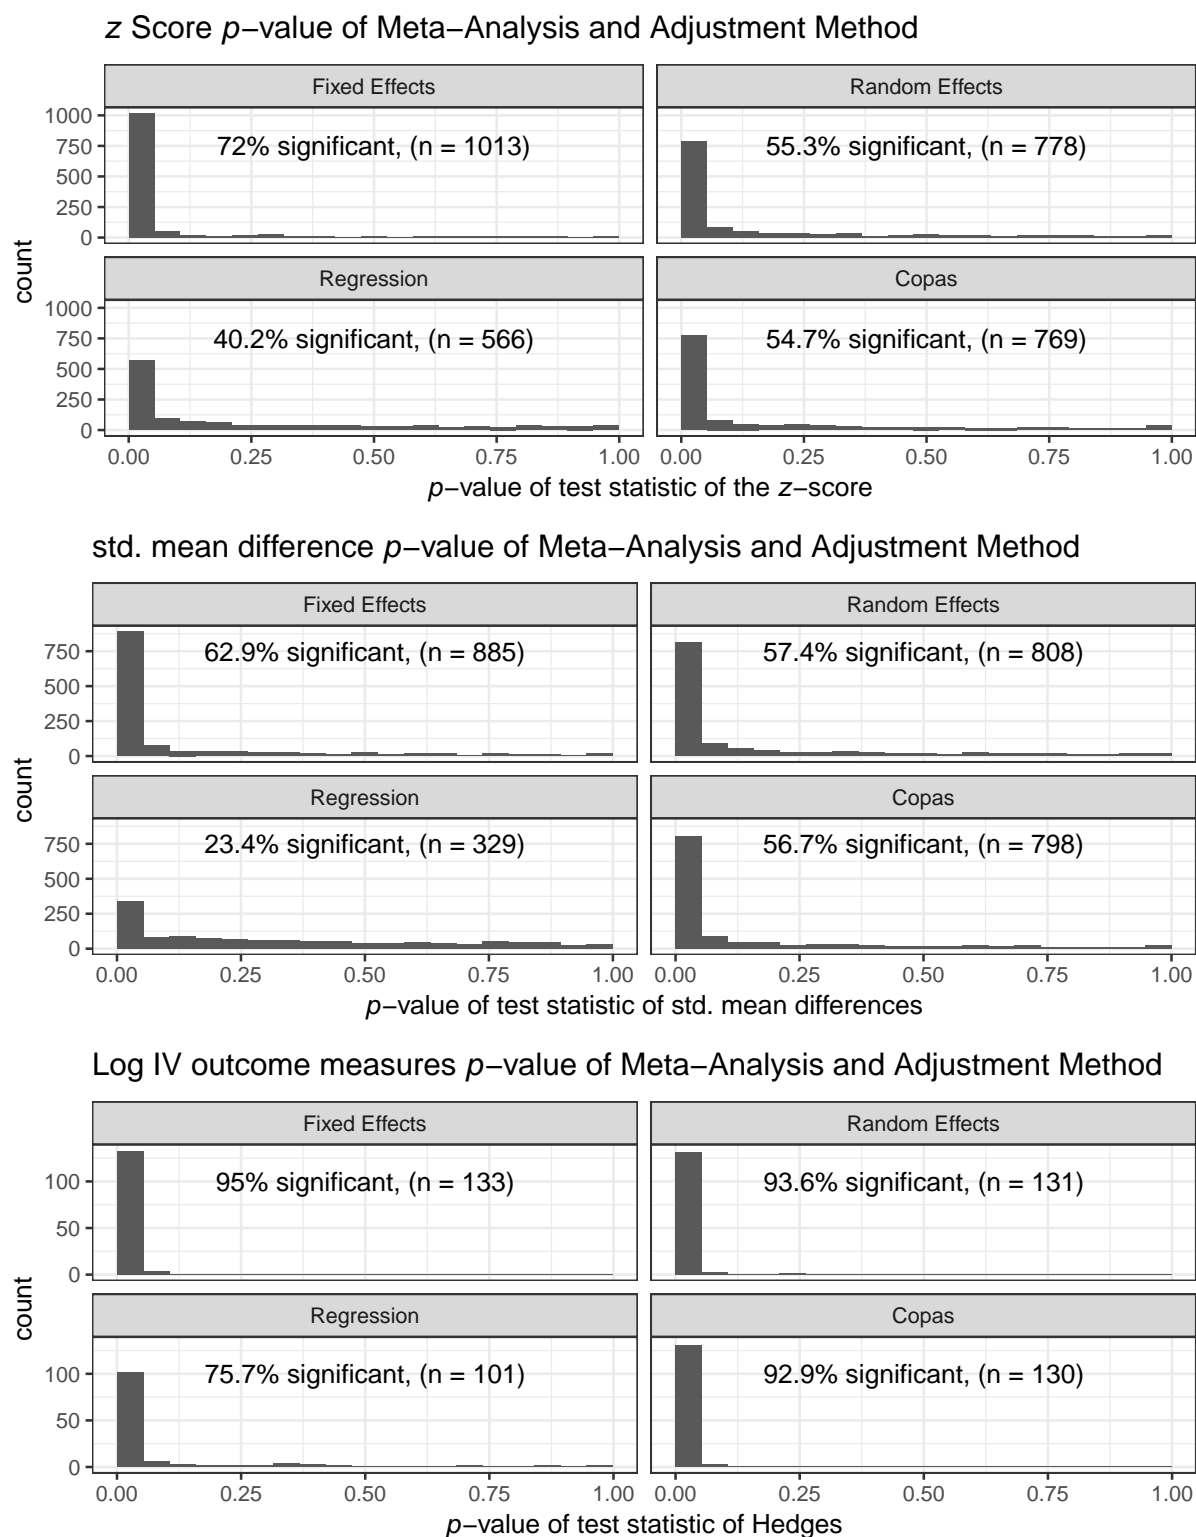 z Score p−value of Meta−Analysis and Adjustment Method
Fixed Effects
Random Effects
1000
750
500
250
0
72% significant, (n = 1013)
55.3% significant, (n = 778)
count
Regression
Copas
1000
750
500
250
0
40.2% significant, (n = 566)
54.7% significant, (n = 769)
0.00 0.25 0.50 0.75 1.00
0.00 0.25 0.50 0.75 1.00
p−value of test statistic of the z−score
std. mean difference p−value of Meta−Analysis and Adjustment Method
Fixed Effects
Random Effects
750
500
250
0
62.9% significant, (n = 885)
57.4% significant, (n = 808)
count
Regression
Copas
750
500
250
0
23.4% significant, (n = 329)
56.7% significant, (n = 798)
0.00 0.25 0.50 0.75 1.00
0.00 0.25 0.50 0.75 1.00
p−value of test statistic of std. mean differences
Log IV outcome measures p−value of Meta−Analysis and Adjustment Method
Fixed Effects
Random Effects
100
50
0
95% significant, (n = 133)
93.6% significant, (n = 131)
count
Regression
Copas
100
50
0
75.7% significant, (n = 101)
92.9% significant, (n = 130)
0.00 0.25 0.50 0.75 1.00
0.00 0.25 0.50 0.75 1.00
p−value of test statistic of Hedges